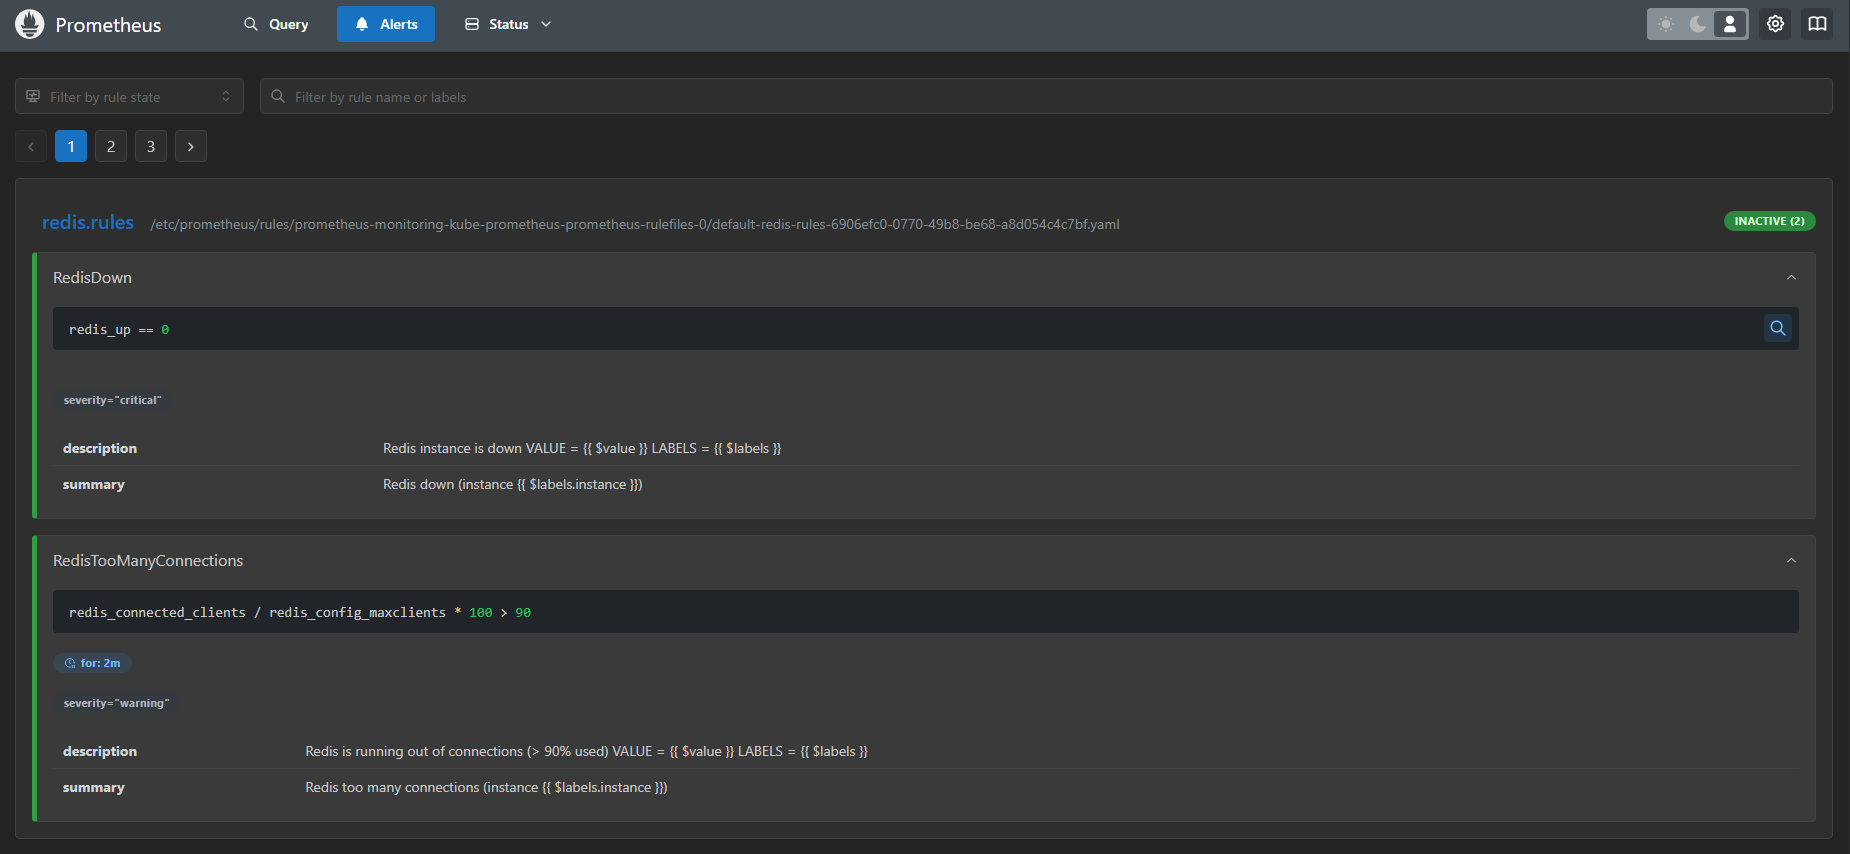 Prometheus Query Alerts Status
Filter by rule state Filter by rule name or labels
1 2 3
redis.rules /etc/prometheus/rules/prometheus-monitoring-kube-prometheus-prometheus-rulefiles-0/default-redis-rules-6906efc0-0770-49b8-be68-a8d054c4c7bf.yaml INACTIVE (2)
RedisDown
redis_up == 0
severity="critical"
description Redis instance is down VALUE = {{ $value }} LABELS = {{ $labels }}
summary Redis down (instance {{ $labels.instance }})
RedisTooManyConnections
redis_connected_clients / redis_config_maxclients * 100 > 90
for: 2m
severity="warning"
description Redis is running out of connections (> 90% used) VALUE = {{ $value }} LABELS = {{ $labels }}
summary Redis too many connections (instance {{ $labels.instance }})